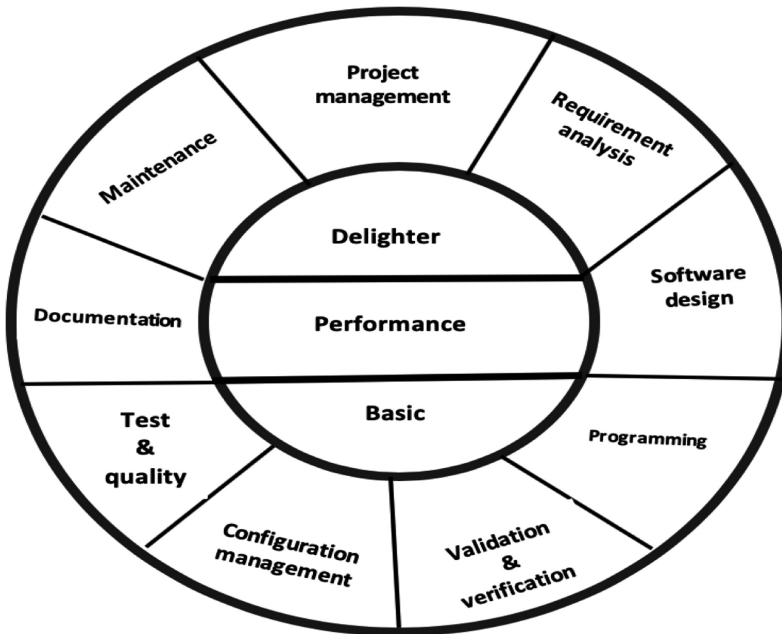 Project
management
Requirement
analysis
Software
design
Programming
Validation
&
verification
Configuration
management
Test
&
quality
Documentation
Maintenance
Delighter
Performance
Basic